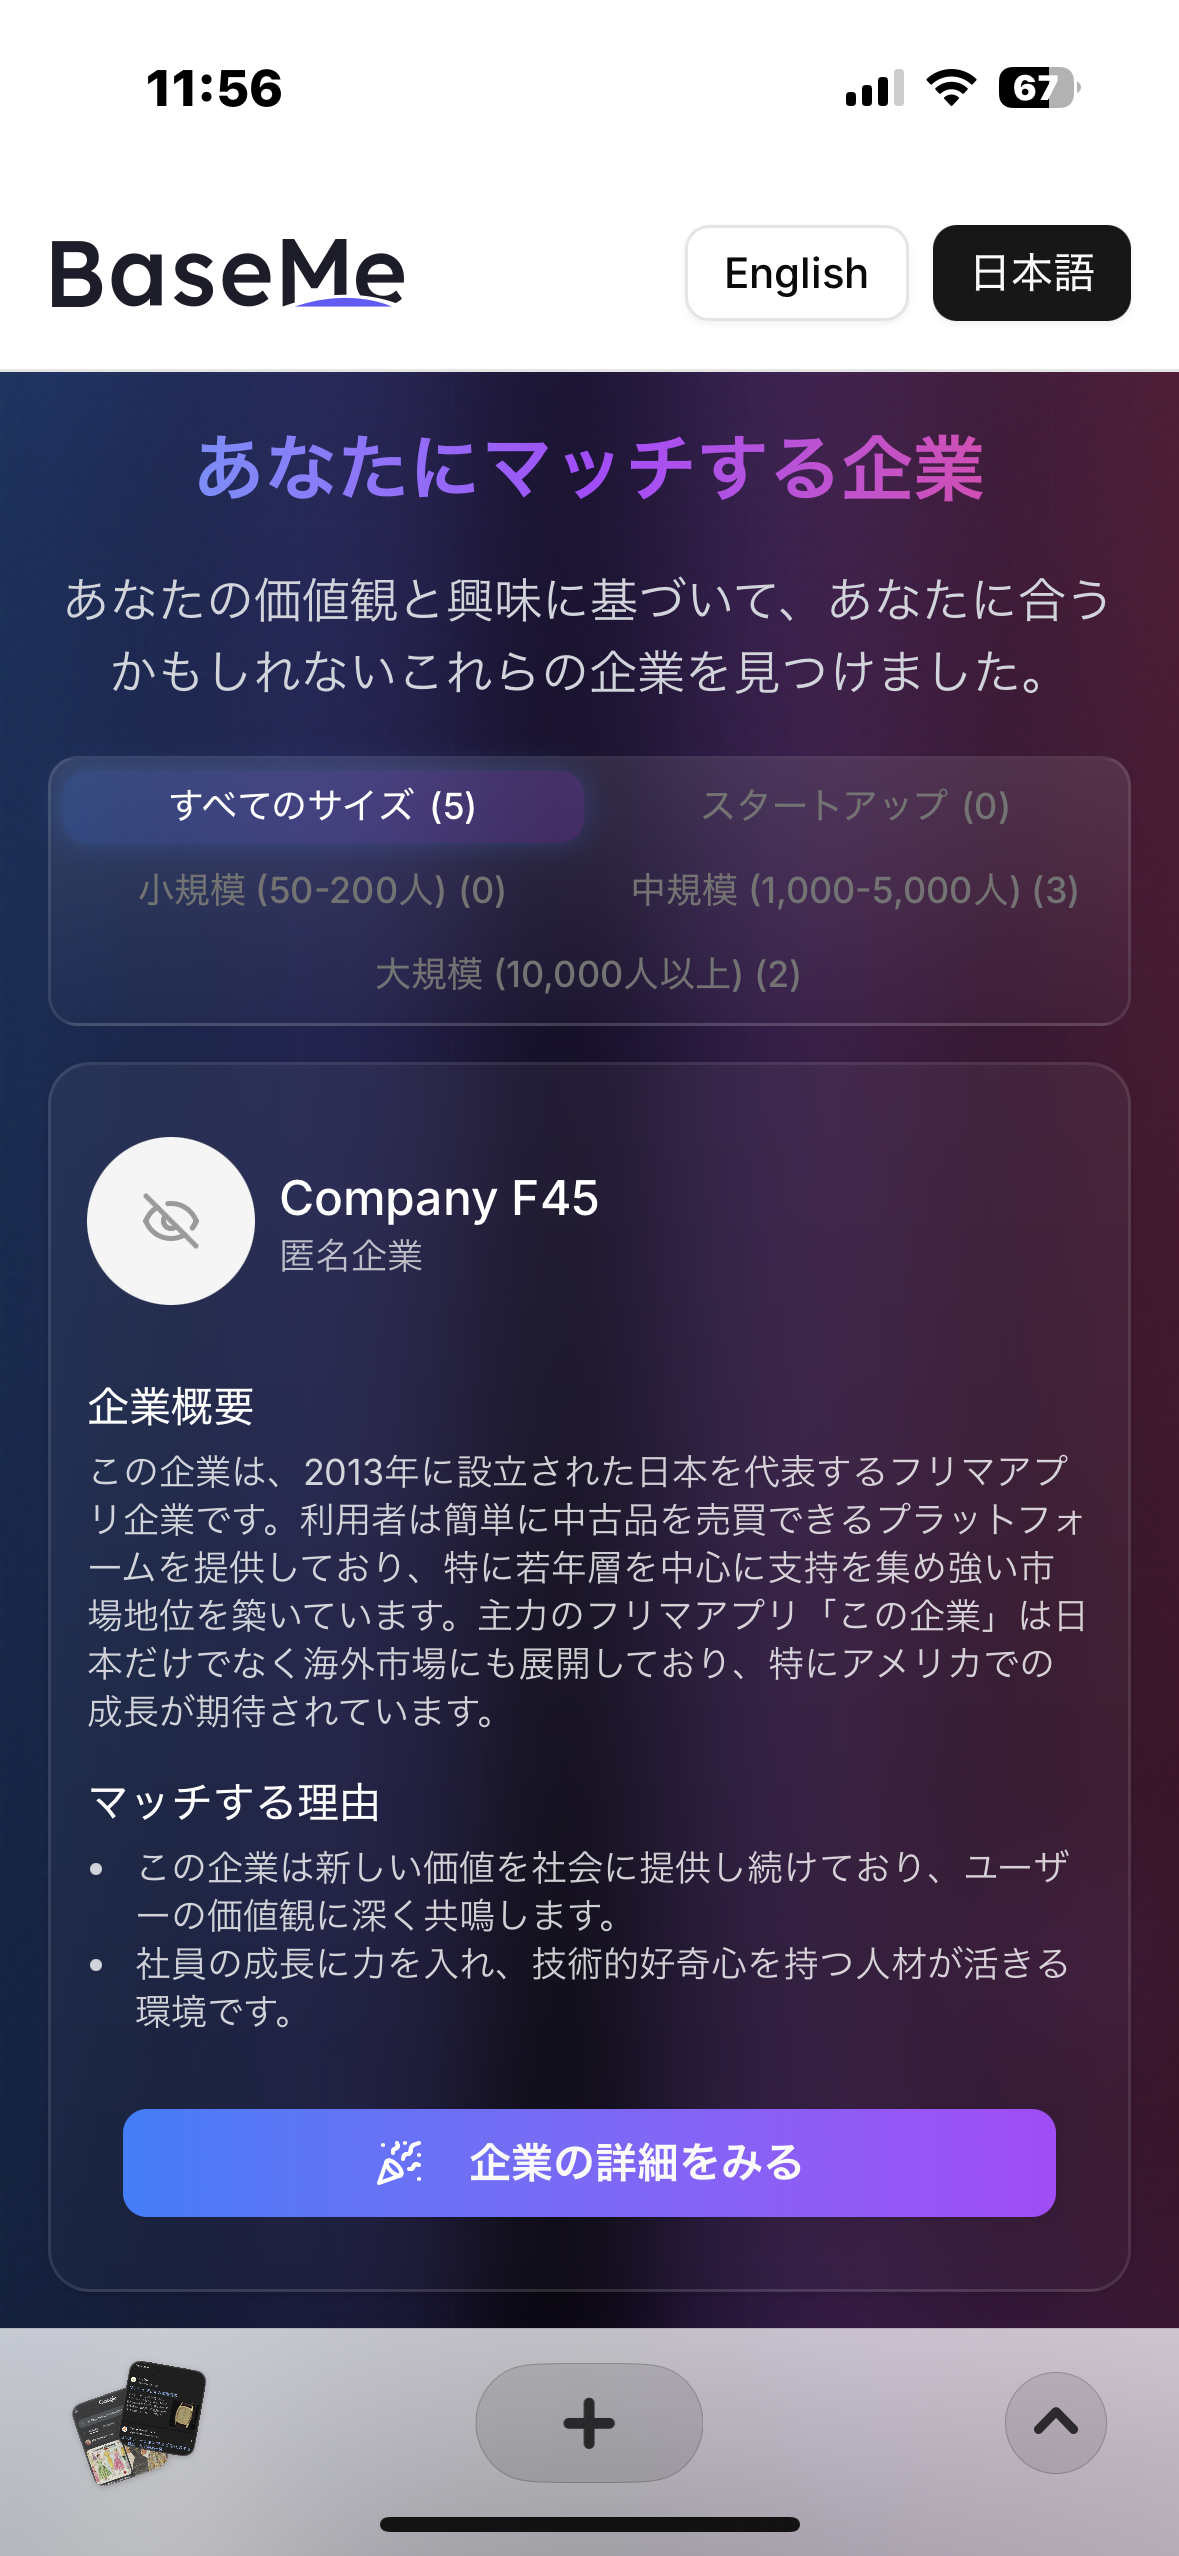 11:56
67
BaseMe
English
日本語
あなたにマッチする企業
あなたの価値観と興味に基づいて、あなたに合う
かもしれないこれらの企業を見つけました。
すべてのサイズ (5)
スタートアップ (0)
小規模 (50-200人) (0)
中規模 (1,000-5,000人) (3)
大規模 (10,000人以上) (2)
Company F45
匿名企業
企業概要
この企業は、2013年に設立された日本を代表するフリマアプ
リ企業です。利用者は簡単に中古品を売買できるプラットフォ
ームを提供しており、特に若年層を中心に支持を集め強い市
場地位を築いています。主力のフリマアプリ「この企業」は日
本だけでなく海外市場にも展開しており、特にアメリカでの
成長が期待されています。
マッチする理由
• この企業は新しい価値を社会に提供し続けており、ユーザ
ーの価値観に深く共鳴します。
• 社員の成長に力を入れ、技術的好奇心を持つ人材が活きる
環境です。
企業の詳細をみる